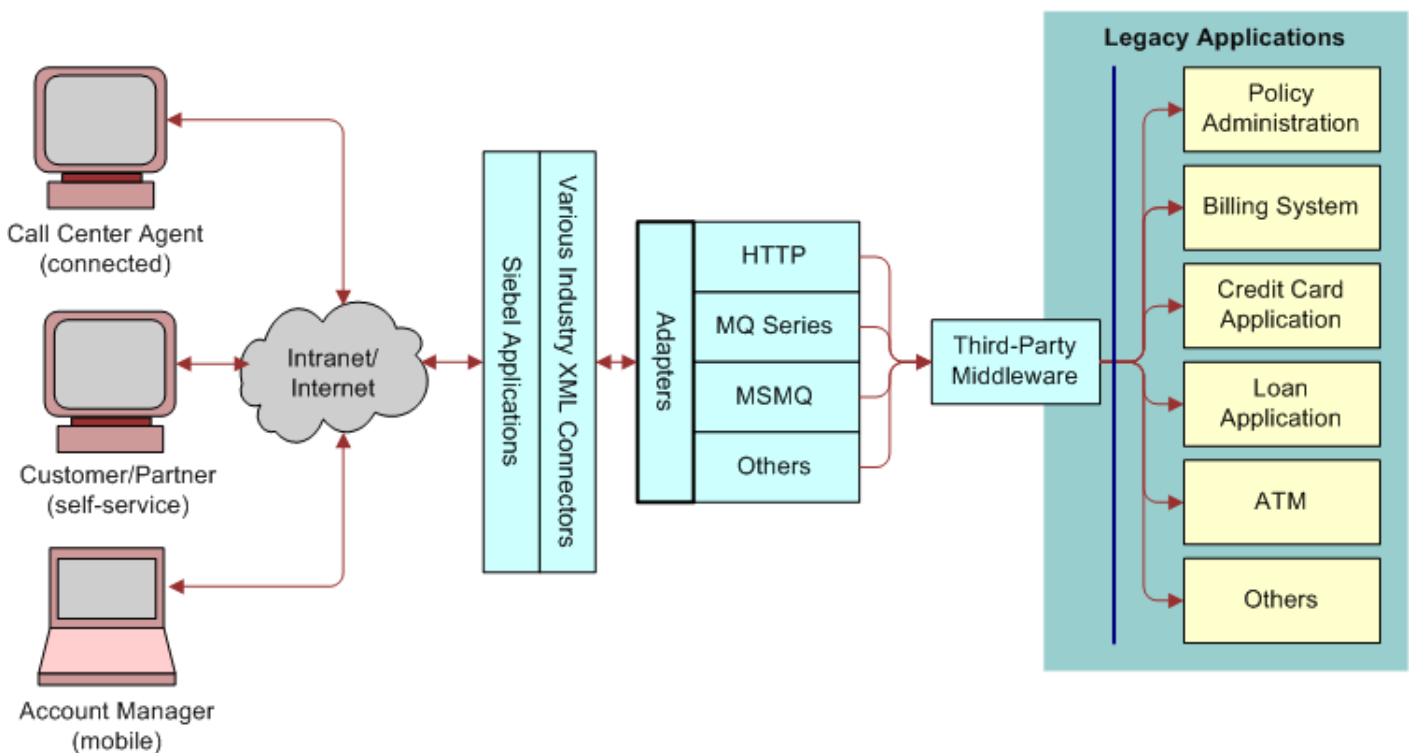 Legacy Applications
Call Center Agent
(connected)
Customer/Partner
(self-service)
Account Manager
(mobile)
Intranet/
Internet
Siebel Applications
Various Industry XML Connectors
Adapters
HTTP
MQ Series
MSMQ
Others
Third-Party
Middleware
Policy
Administration
Billing System
Credit Card
Application
Loan
Application
ATM
Others